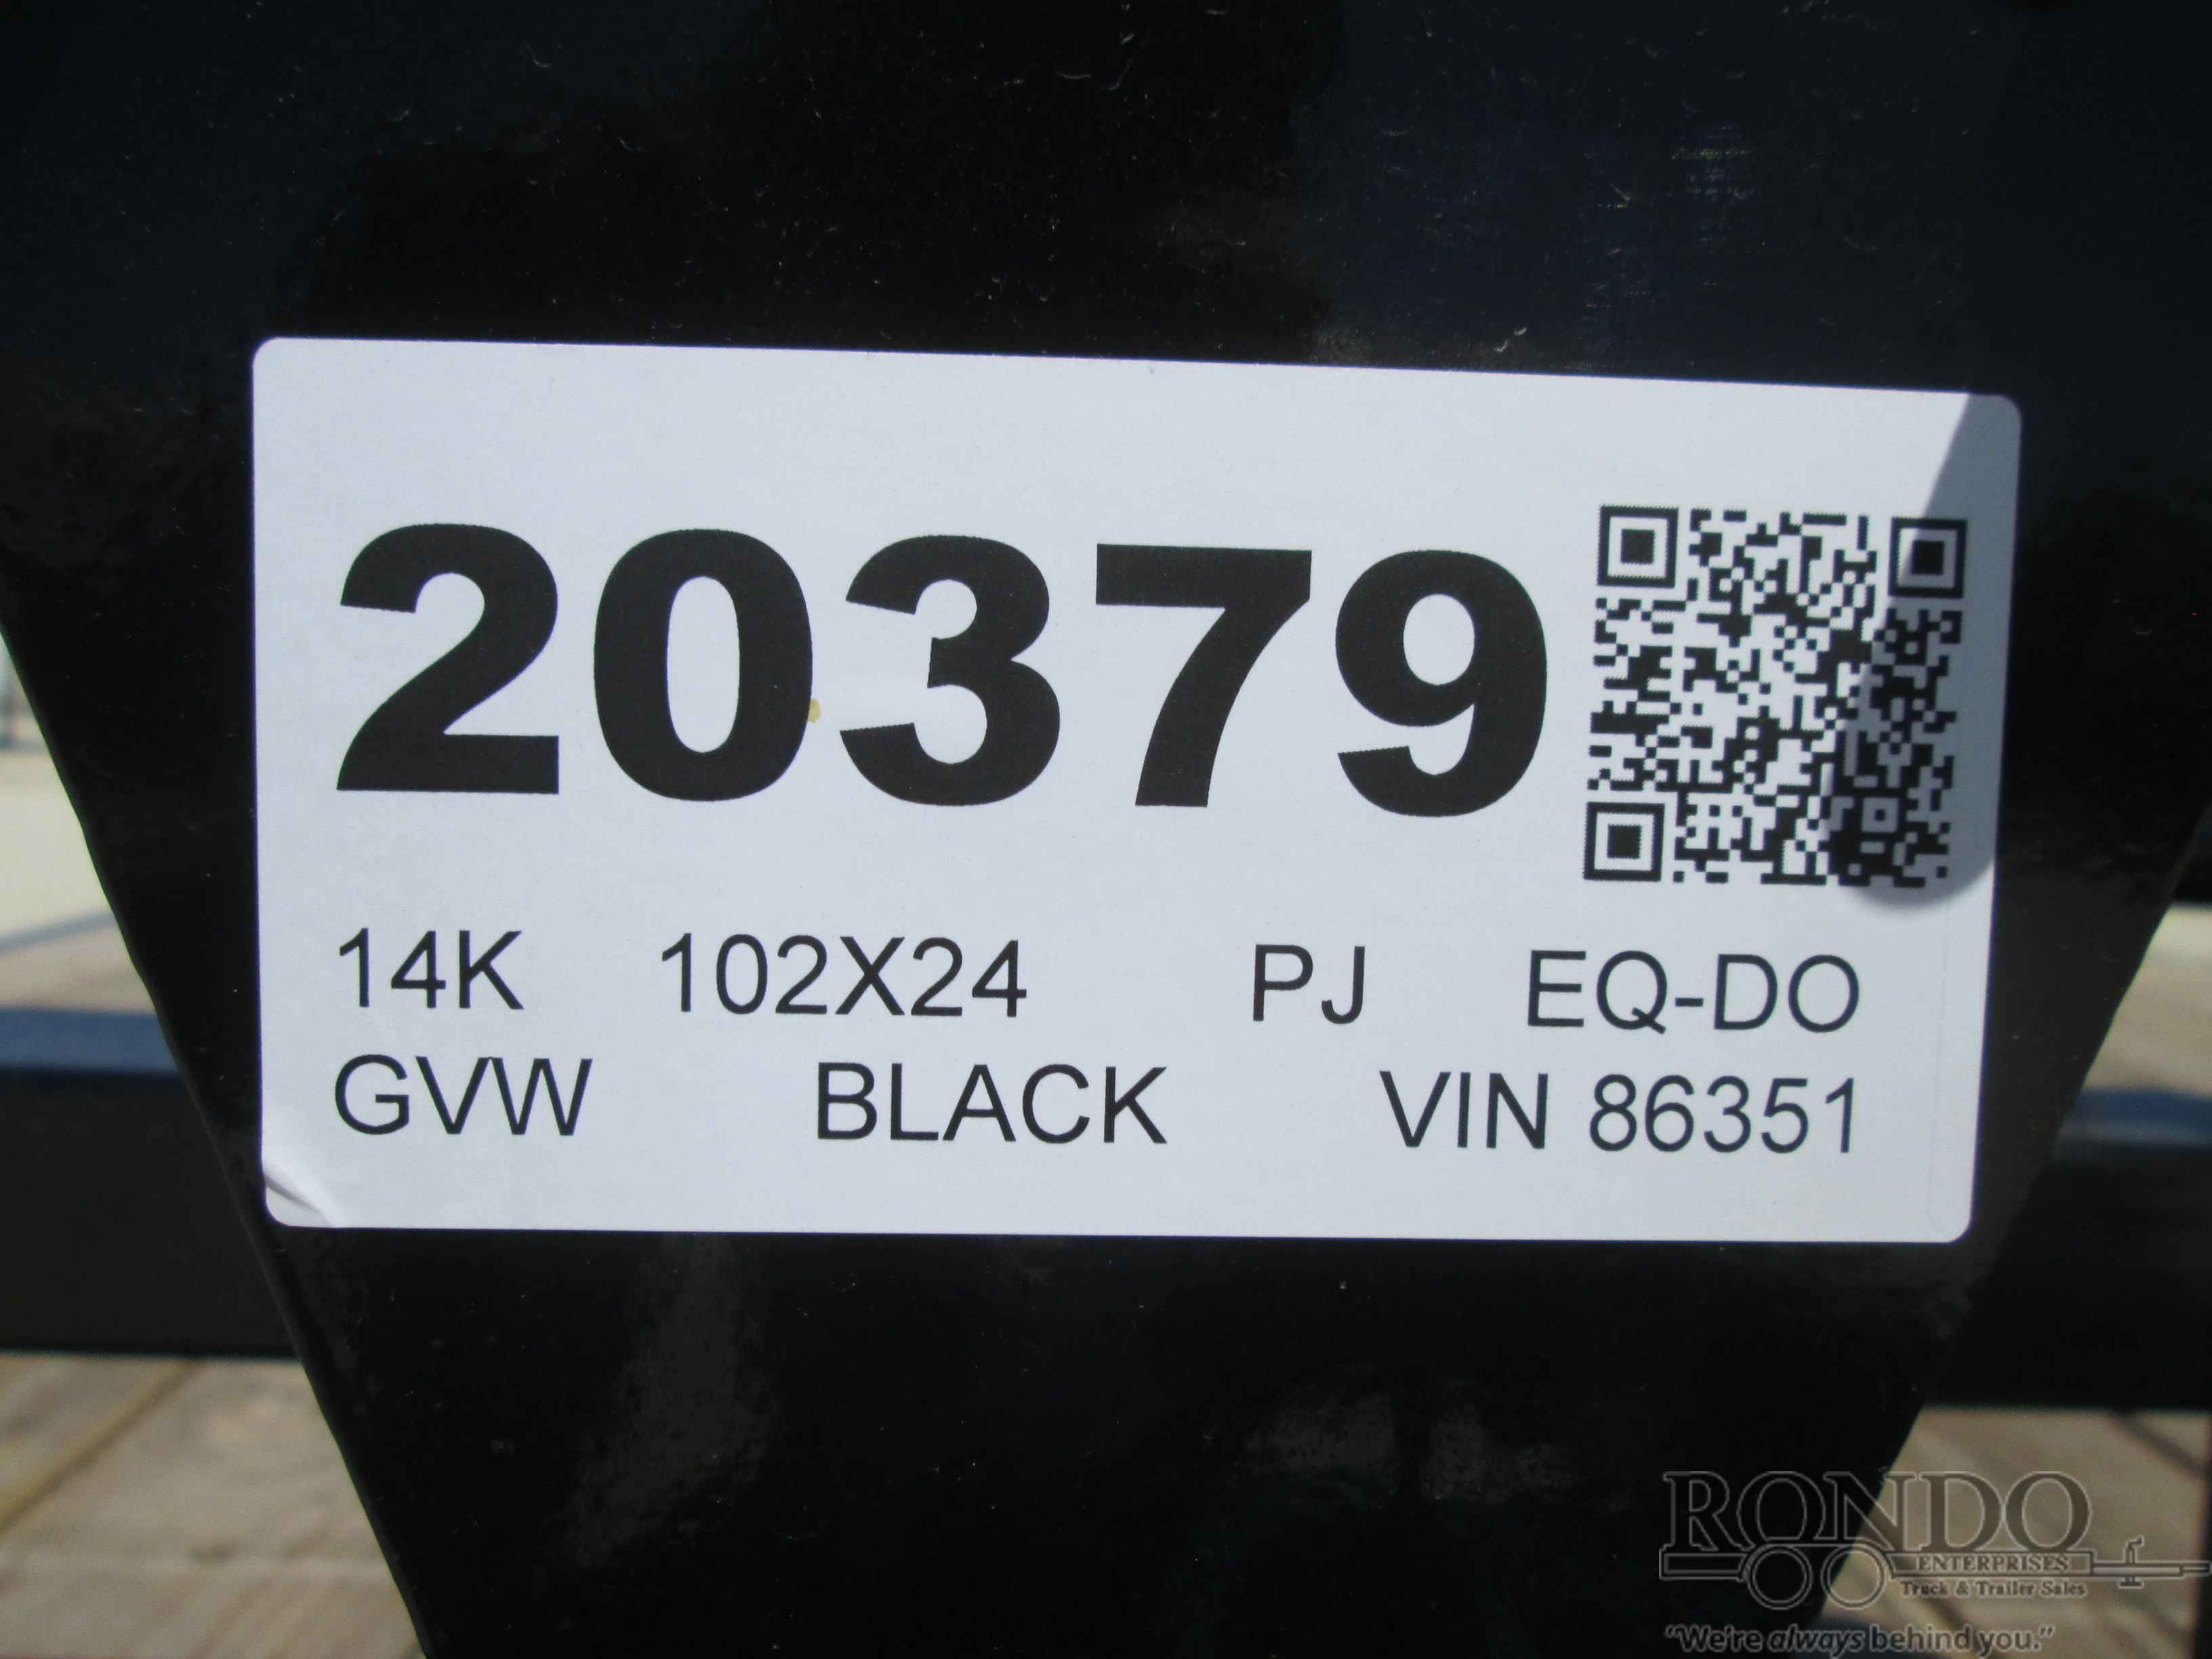 20379
14K 102X24 PJ EQ-DO
GVW BLACK VIN 86351
RONDO
ENTERPRISES
Truck & Trailer Sales
"We're always behind you."